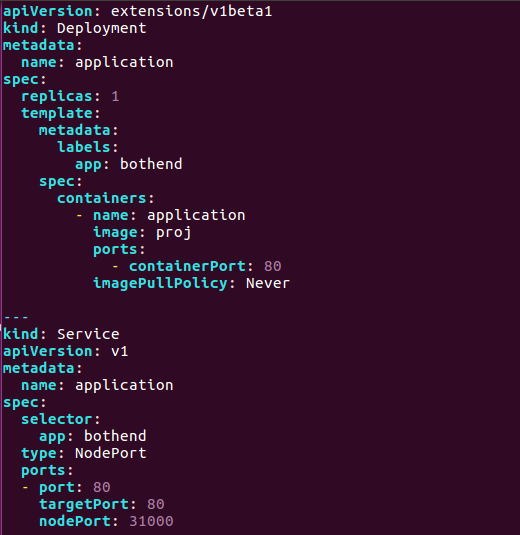 apiVersion: extensions/v1beta1
kind: Deployment
metadata:
  name: application
spec:
  replicas: 1
  template:
    metadata:
      labels:
        app: bothend
    spec:
      containers:
        - name: application
          image: proj
          ports:
            - containerPort: 80
          imagePullPolicy: Never

---
kind: Service
apiVersion: v1
metadata:
  name: application
spec:
  selector:
    app: bothend
  type: NodePort
  ports:
  - port: 80
    targetPort: 80
    nodePort: 31000